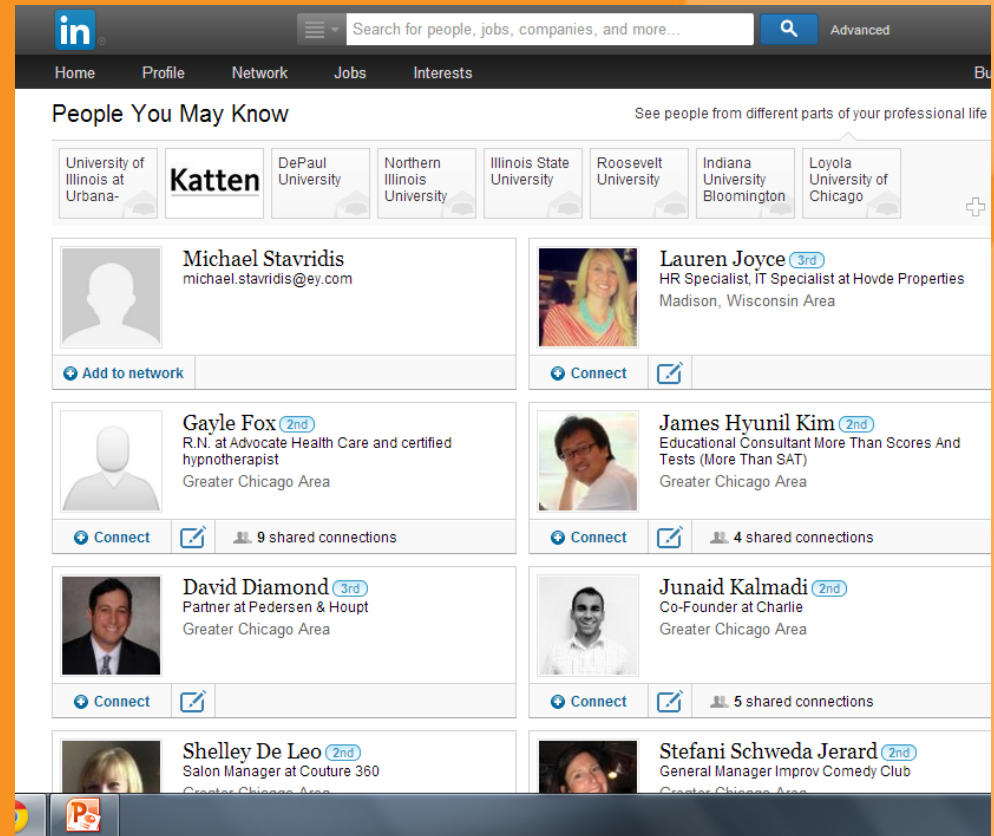 in
Search for people, jobs, companies, and more...
Advanced
Home Profile Network Jobs Interests Bu
People You May Know
See people from different parts of your professional life
University of
Illinois at
Urbana-
Katten
DePaul
University
Northern
Illinois
University
Illinois State
University
Roosevelt
University
Indiana
University
Bloomington
Loyola
University of
Chicago
Michael Stavridis
michael.stavridis@ey.com
Add to network
Lauren Joyce 3rd
HR Specialist, IT Specialist at Hovde Properties
Madison, Wisconsin Area
Connect
Gayle Fox 2nd
R.N. at Advocate Health Care and certified
hypnotherapist
Greater Chicago Area
Connect 9 shared connections
James Hyunil Kim 2nd
Educational Consultant More Than Scores And
Tests (More Than SAT)
Greater Chicago Area
Connect 4 shared connections
David Diamond 3rd
Partner at Pedersen & Houpt
Greater Chicago Area
Connect
Junaid Kalmadi 2nd
Co-Founder at Charlie
Greater Chicago Area
Connect 5 shared connections
Shelley De Leo 2nd
Salon Manager at Couture 360
Greater Chicago Area
Stefani Schweda Jerard 2nd
General Manager Improv Comedy Club
Greater Chicago Area
P